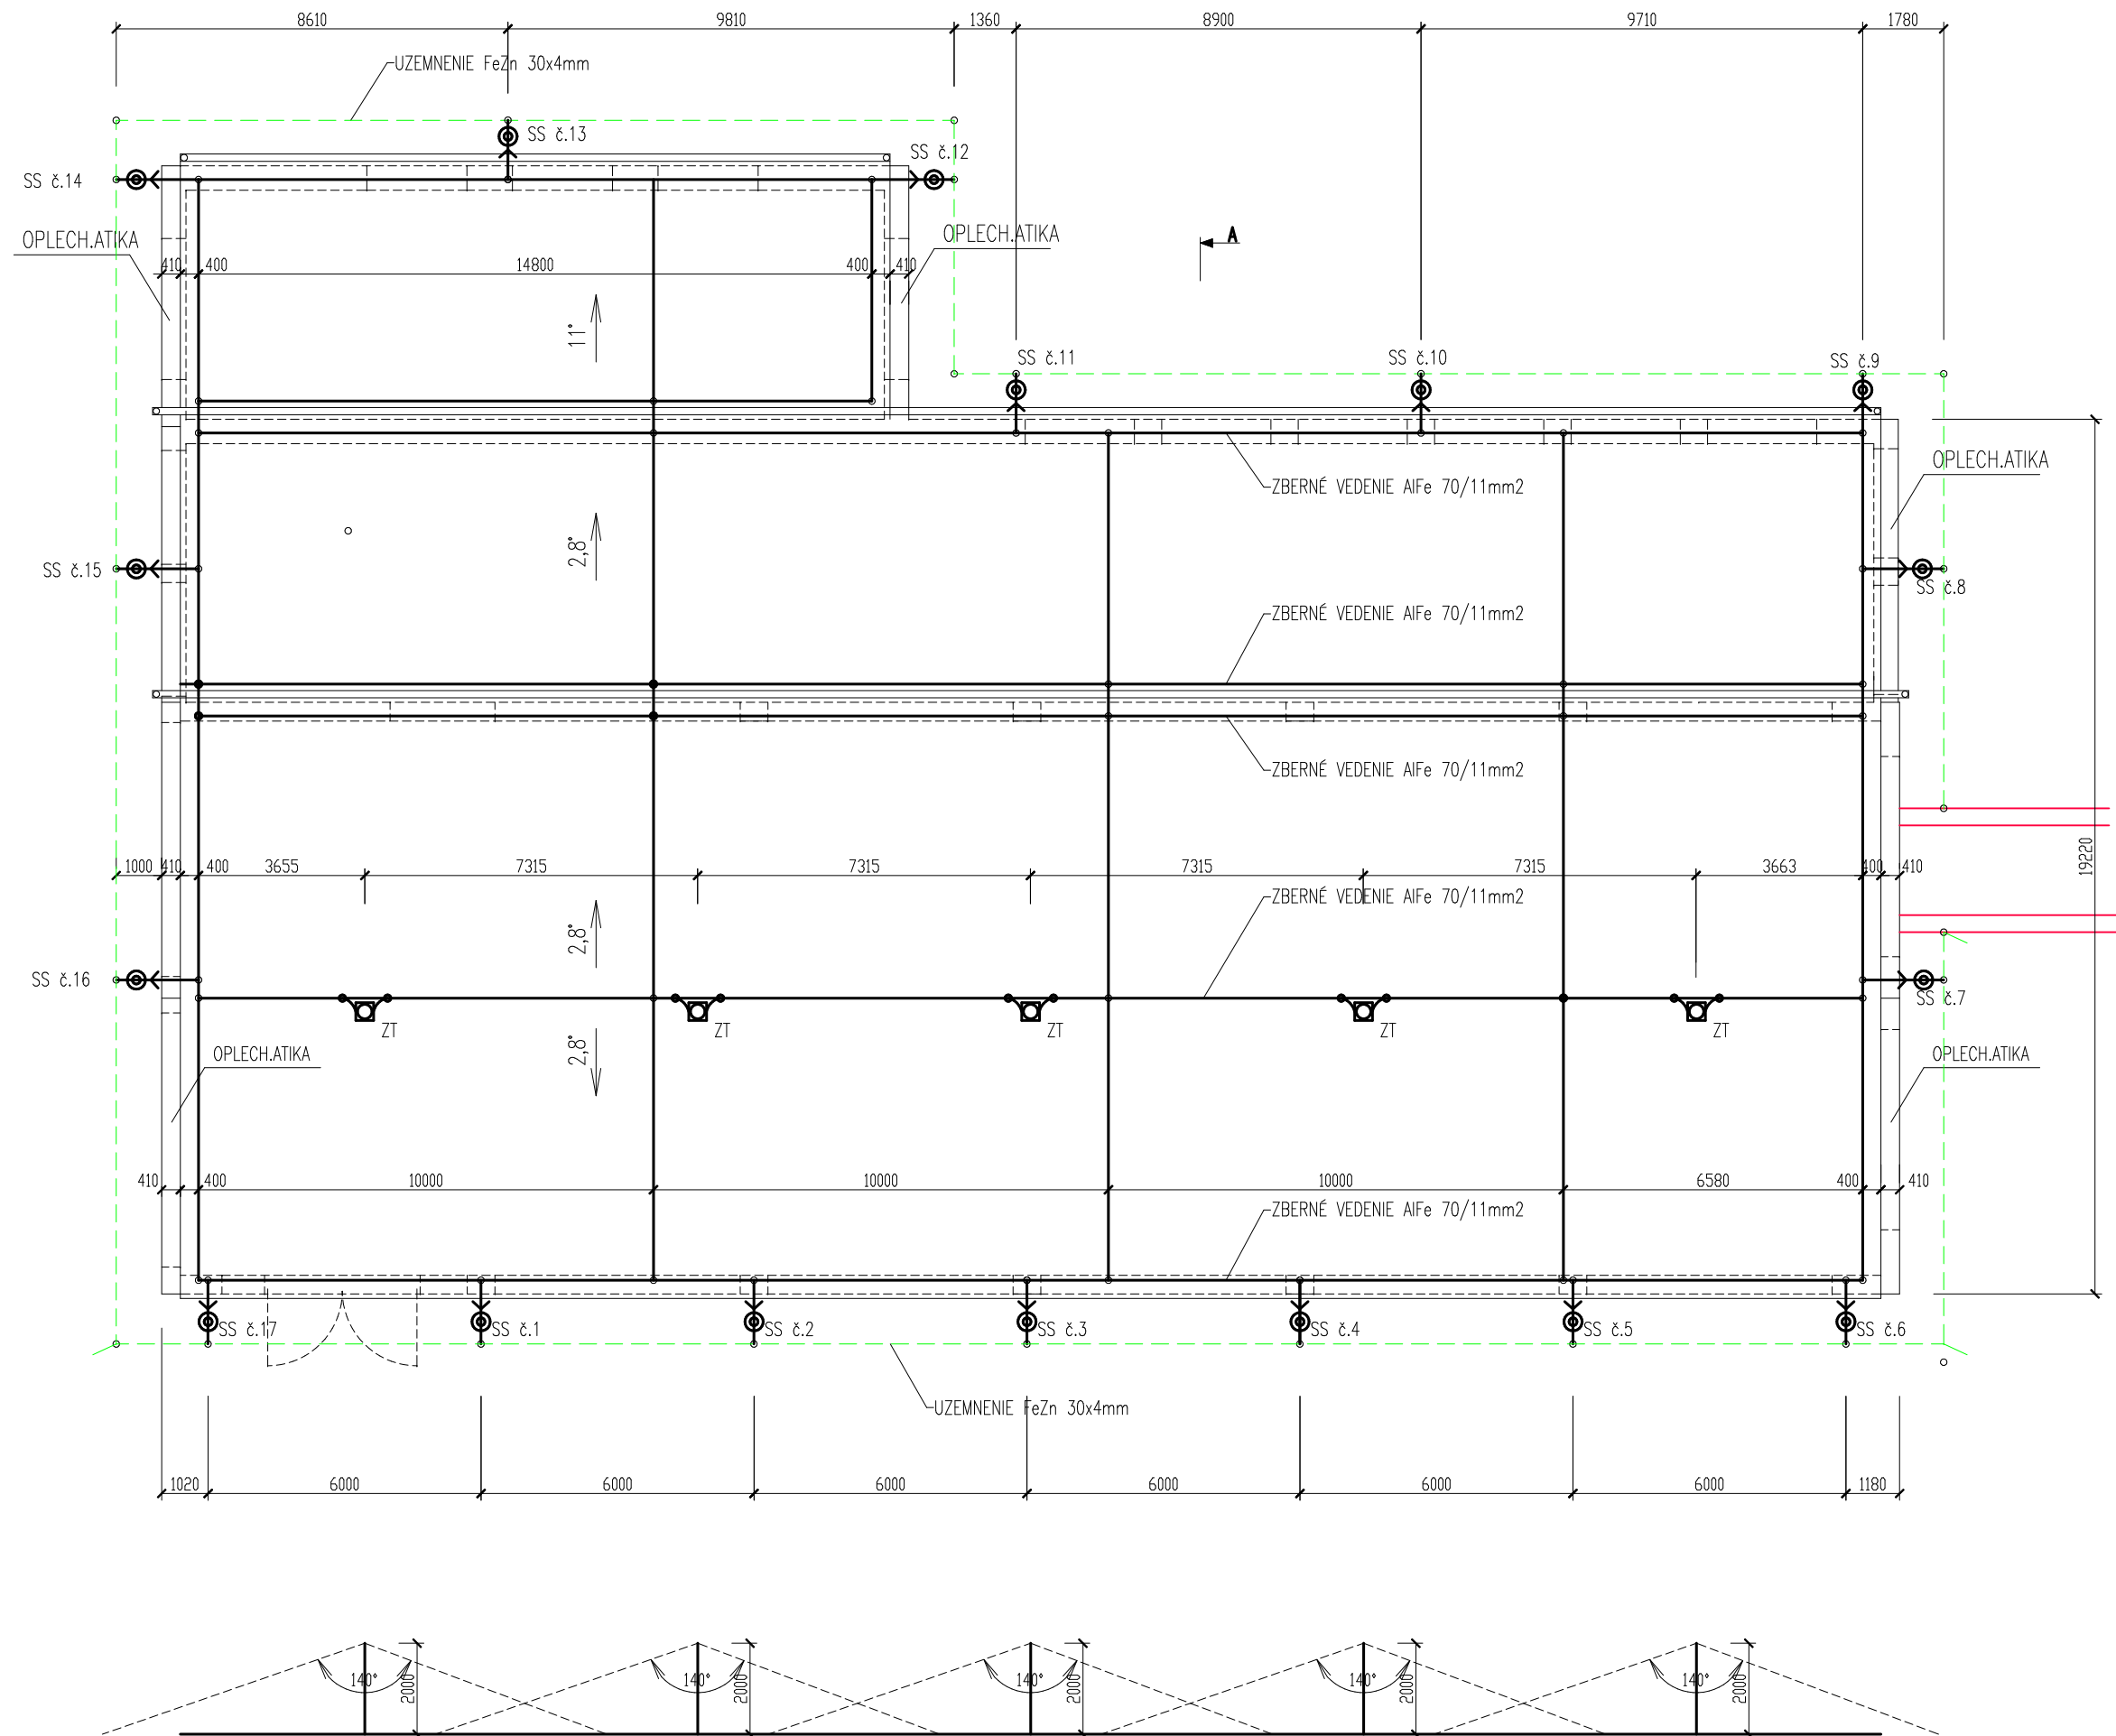 8610 9810 1360 8900 9710 1780
UZEMNENIE FeZn 30x4mm
SS č.13
SS č.12
SS č.14
OPLECH.ATIKA
OPLECH.ATIKA
A
410 400 14800 400 410
11°
SS č.11
SS č.10
SS č.9
OPLECH.ATIKA
ZBERNÉ VEDENIE AlFe 70/11mm2
2,8°
SS č.15
SS č.8
ZBERNÉ VEDENIE AlFe 70/11mm2
ZBERNÉ VEDENIE AlFe 70/11mm2
19220
1000 410 400 3655 7315 7315 7315 7315 3663 400 410
ZBERNÉ VEDENIE AlFe 70/11mm2
2,8°
SS č.16
SS č.7
ZT ZT ZT ZT ZT
2,8°
OPLECH.ATIKA
OPLECH.ATIKA
410 400 10000 10000 10000 6580 400 410
ZBERNÉ VEDENIE AlFe 70/11mm2
SS č.17 SS č.1 SS č.2 SS č.3 SS č.4 SS č.5 SS č.6
UZEMNENIE FeZn 30x4mm
1020 6000 6000 6000 6000 6000 6000 1180
140° 2000 140° 2000 140° 2000 140° 2000 140° 2000